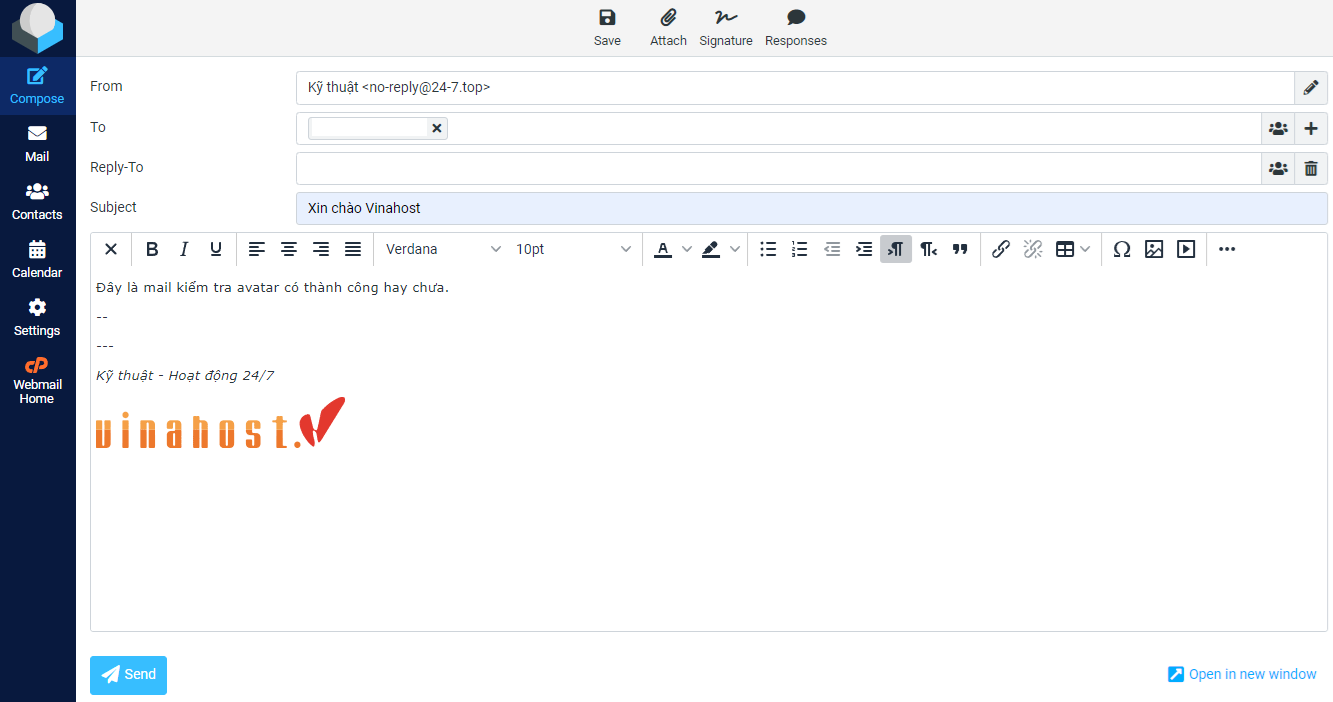 Save Attach Signature Responses
Compose
Mail
Contacts
Calendar
Settings
Webmail
Home
From Kỹ thuật <no-reply@24-7.top>
To
Reply-To
Subject Xin chào Vinahost
Verdana 10pt
Đây là mail kiểm tra avatar có thành công hay chưa.
--
---
Kỹ thuật - Hoạt động 24/7
vinahost.
Send Open in new window